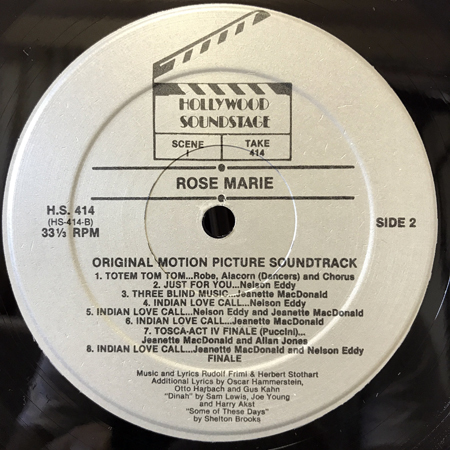 HOLLYWOOD
SOUNDSTAGE
SCENE
1
TAKE
414
ROSE MARIE
H.S. 414
(HS-414-B)
33⅓ RPM
SIDE 2
ORIGINAL MOTION PICTURE SOUNDTRACK
1. TOTEM TOM TOM...Robe, Alacorn (Dancers) and Chorus
2. JUST FOR YOU...Nelson Eddy
3. THREE BLIND MUSIC...Jeanette MacDonald
4. INDIAN LOVE CALL...Nelson Eddy
5. INDIAN LOVE CALL...Nelson Eddy and Jeanette MacDonald
6. INDIAN LOVE CALL...Jeanette MacDonald
7. TOSCA-ACT IV FINALE (Puccini)...
Jeanette MacDonald and Allan Jones
8. INDIAN LOVE CALL...Jeanette MacDonald and Nelson Eddy
FINALE
Music and Lyrics Rudolf Friml & Herbert Stothart
Additional Lyrics by Oscar Hammerstein,
Otto Harbach and Gus Kahn
"Dinah" by Sam Lewis, Joe Young
and Harry Akst
"Some of These Days"
by Shelton Brooks